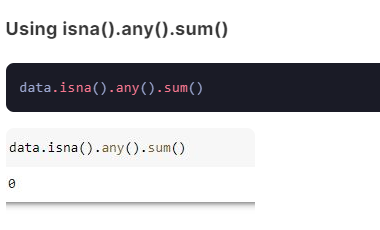 Using isna().any().sum()
data.isna().any().sum()
data.isna().any().sum()
0